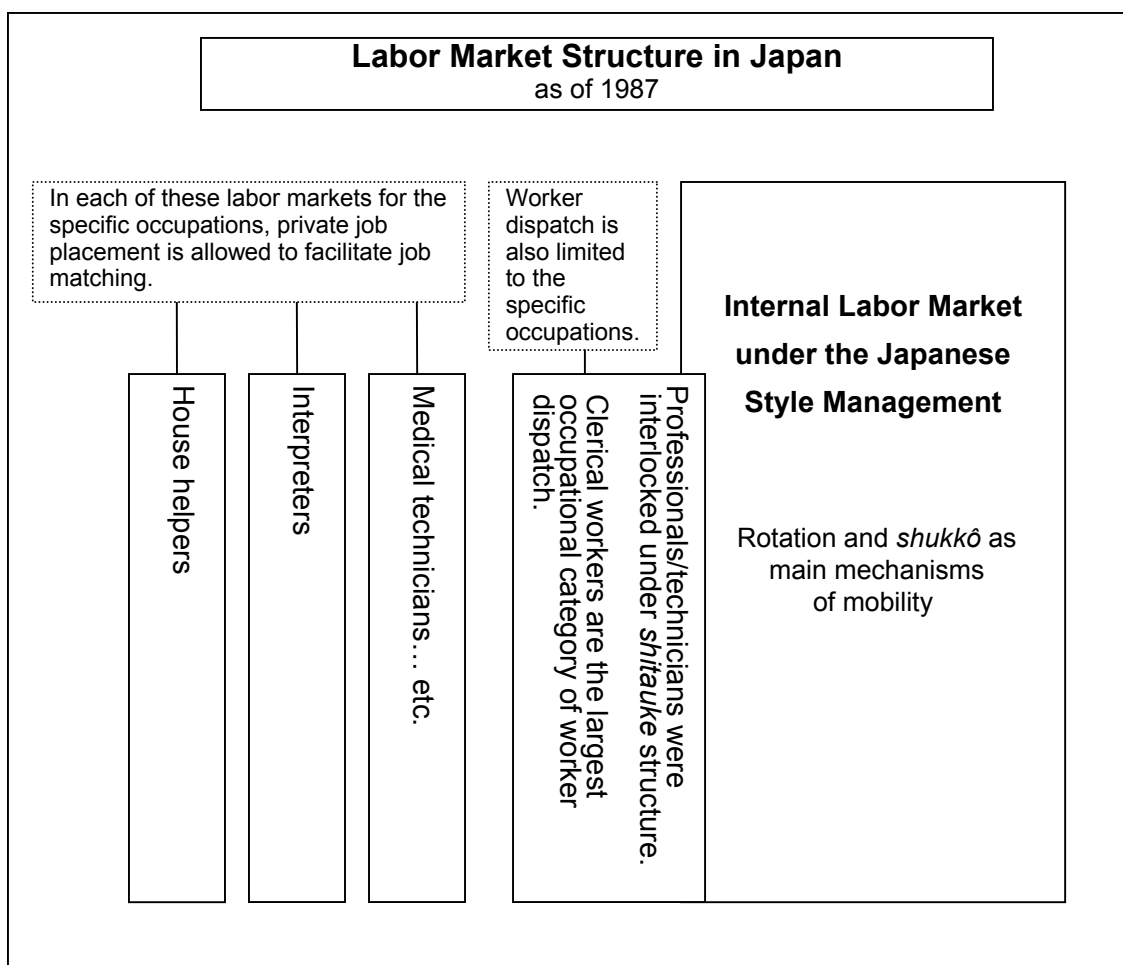 Labor Market Structure in Japan
as of 1987
In each of these labor markets for the
specific occupations, private job
placement is allowed to facilitate job
matching.
Worker
dispatch is
also limited
to the
specific
occupations.
Internal Labor Market
under the Japanese
Style Management
Rotation and shukkô as
main mechanisms
of mobility
House helpers
Interpreters
Medical technicians… etc.
Professionals/technicians were
interlocked under shitauke structure.
Clerical workers are the largest
occupational category of worker
dispatch.